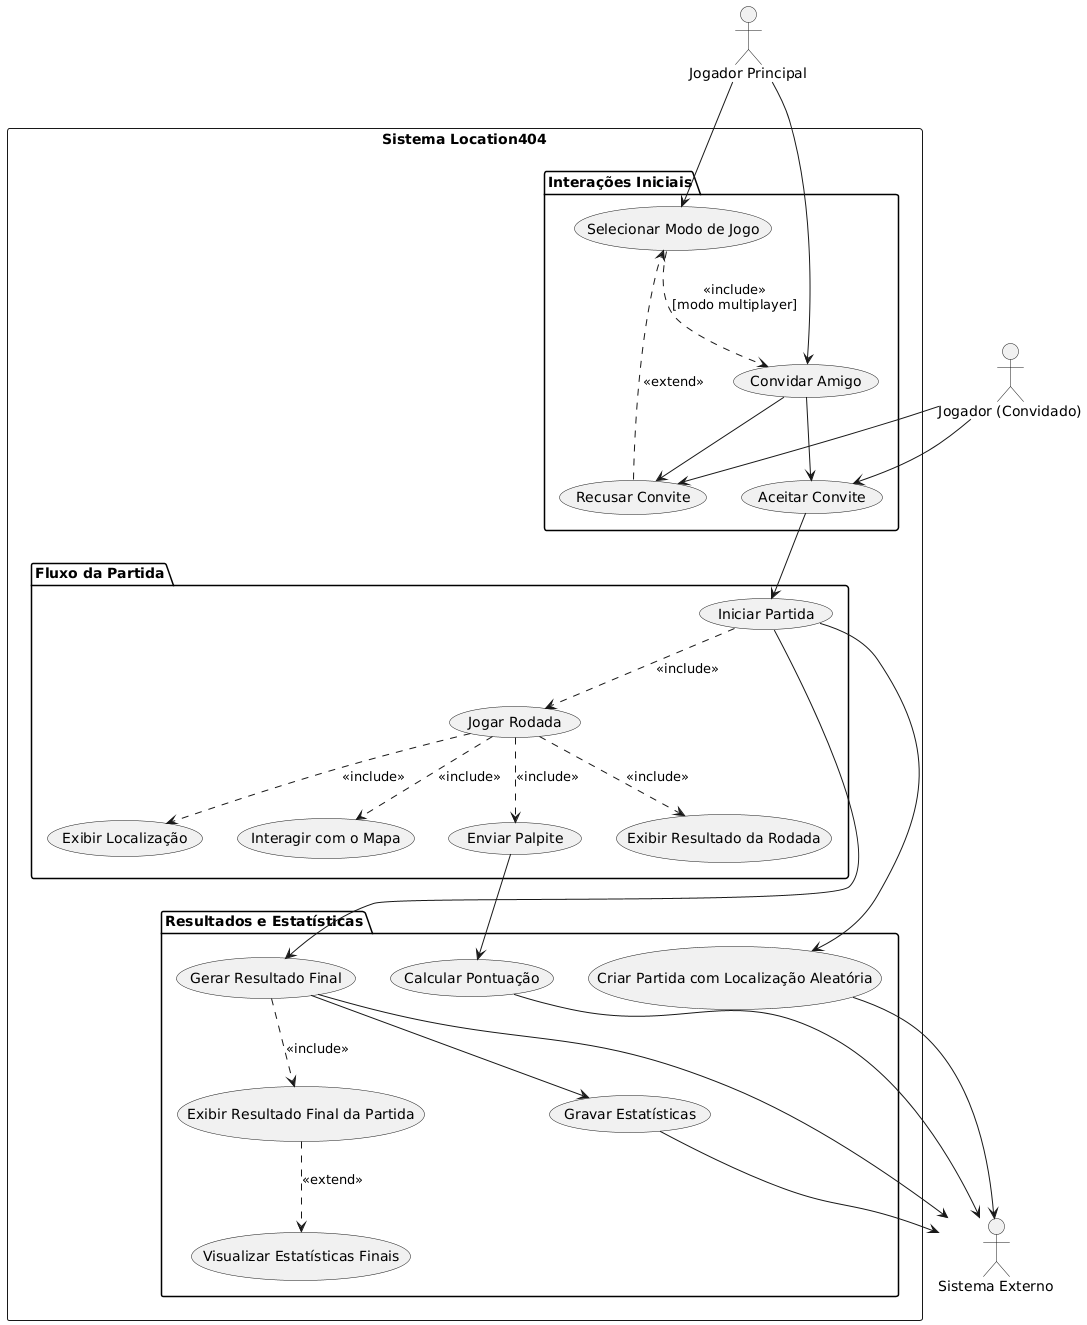 Jogador Principal
Sistema Location404
Interações Iniciais
Selecionar Modo de Jogo
«include»
[modo multiplayer]
«extend»
Convidar Amigo
Jogador (Convidado)
Recusar Convite
Aceitar Convite
Fluxo da Partida
Iniciar Partida
«include»
Jogar Rodada
«include»
«include»
«include»
«include»
Exibir Localização
Interagir com o Mapa
Enviar Palpite
Exibir Resultado da Rodada
Resultados e Estatísticas
Gerar Resultado Final
Calcular Pontuação
Criar Partida com Localização Aleatória
«include»
Exibir Resultado Final da Partida
Gravar Estatísticas
«extend»
Visualizar Estatísticas Finais
Sistema Externo